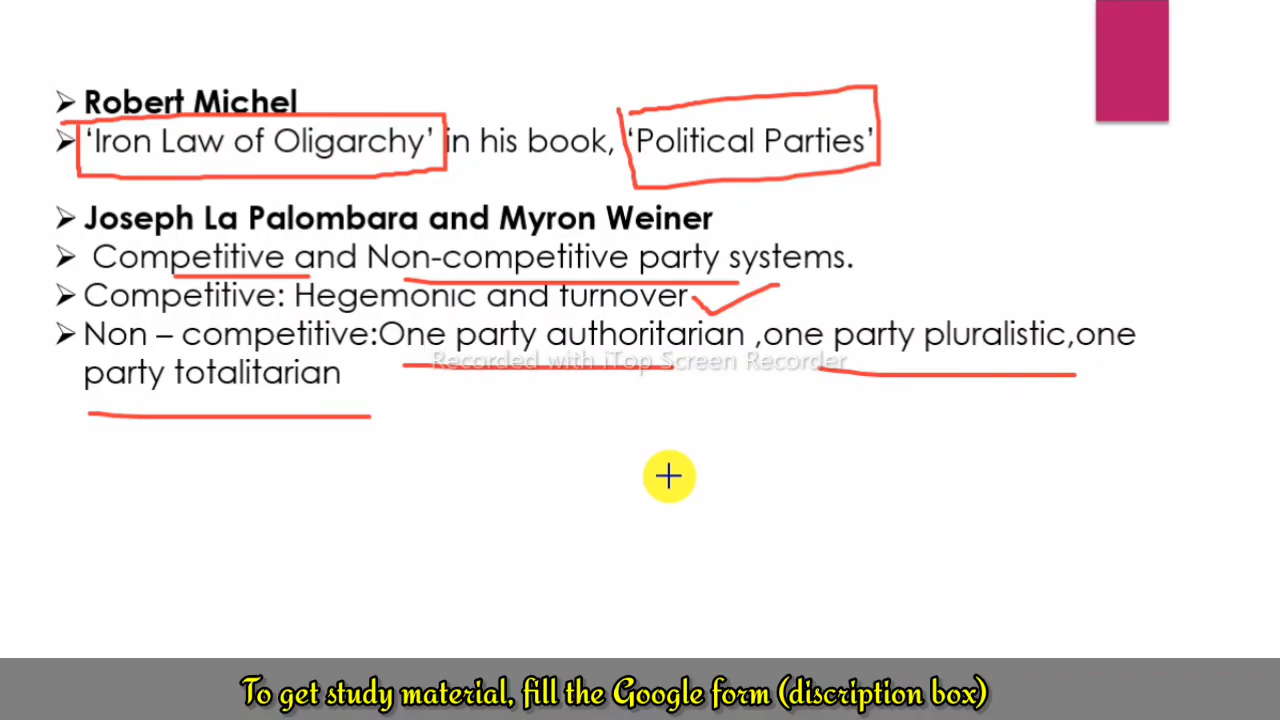 ➢ Robert Michel
➢ ‘Iron Law of Oligarchy’ in his book, ‘Political Parties’
➢ Joseph La Palombara and Myron Weiner
➢ Competitive and Non-competitive party systems.
➢ Competitive: Hegemonic and turnover
➢ Non – competitive:One party authoritarian ,one party pluralistic,one
party totalitarian
Recorded with iTop Screen Recorder
To get study material, fill the Google form (discription box)